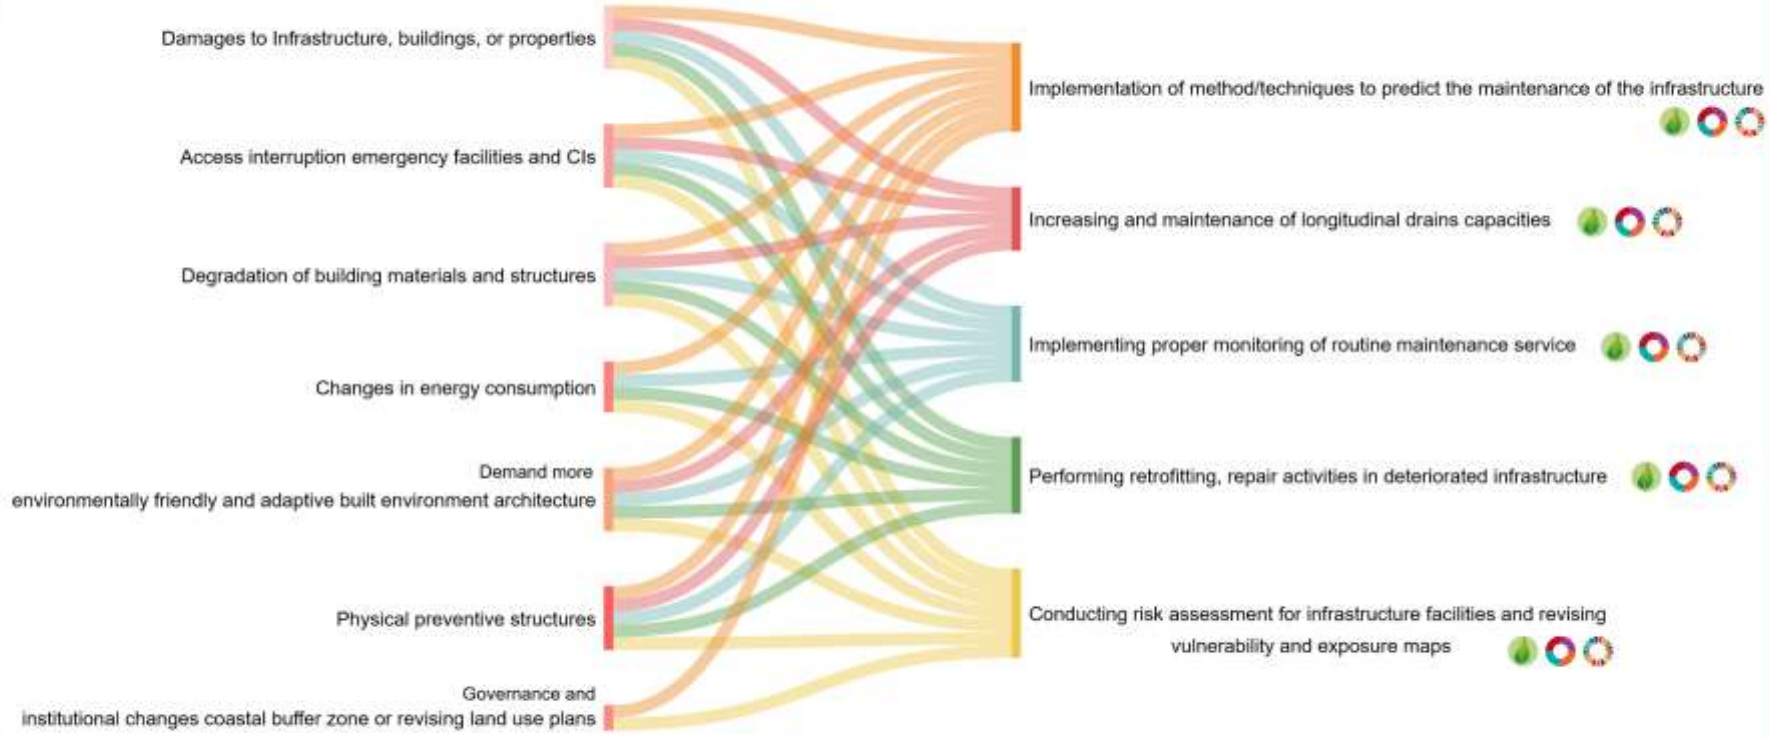 Damages to Infrastructure, buildings, or properties
Access interruption emergency facilities and CIs
Degradation of building materials and structures
Changes in energy consumption
Demand more
environmentally friendly and adaptive built environment architecture
Physical preventive structures
Governance and
institutional changes coastal buffer zone or revising land use plans
Implementation of method/techniques to predict the maintenance of the infrastructure
Increasing and maintenance of longitudinal drains capacities
Implementing proper monitoring of routine maintenance service
Performing retrofitting, repair activities in deteriorated infrastructure
Conducting risk assessment for infrastructure facilities and revising
vulnerability and exposure maps